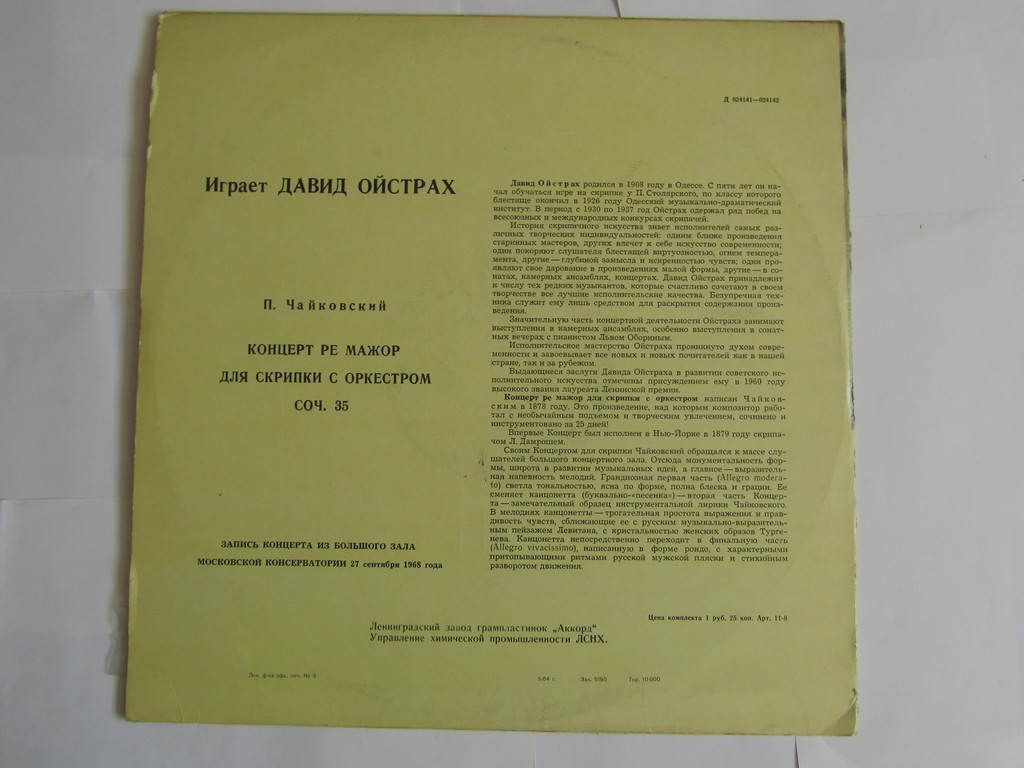 Д 024141—024142
Играет ДАВИД ОЙСТРАХ
П. Чайковский
КОНЦЕРТ РЕ МАЖОР
ДЛЯ СКРИПКИ С ОРКЕСТРОМ
СОЧ. 35
ЗАПИСЬ КОНЦЕРТА ИЗ БОЛЬШОГО ЗАЛА
МОСКОВСКОЙ КОНСЕРВАТОРИИ 27 сентября 1968 года
Давид Ойстрах родился в 1908 году в Одессе. С пяти лет он на-
чал обучаться игре на скрипке у П. Столярского, по классу которого
блестяще окончил в 1926 году Одесский музыкально-драматический
институт. В период с 1930 по 1937 год Ойстрах одержал ряд побед на
всесоюзных и международных конкурсах скрипачей.
История скрипичного искусства знает исполнителей самых раз-
личных творческих индивидуальностей: одним ближе произведения
старинных мастеров, других влечет к себе искусство современности;
одни покоряют слушателя блестящей виртуозностью, огнем темпера-
мента, другие — глубиной замысла и искренностью чувств; одни про-
являют свое дарование в произведениях малой формы, другие — в со-
натах, камерных ансамблях, концертах. Давид Ойстрах принадлежит
к числу тех редких музыкантов, которые счастливо сочетают в своем
творчестве все лучшие исполнительские качества. Безупречная тех-
ника служит ему лишь средством для раскрытия содержания произ-
ведения.
Значительную часть концертной деятельности Ойстраха занимают
выступления в камерных ансамблях, особенно выступления в сонат-
ных вечерах с пианистом Львом Обориным.
Исполнительское мастерство Ойстраха проникнуто духом совре-
менности и завоевывает все новых и новых почитателей как в нашей
стране, так и за рубежом.
Выдающиеся заслуги Давида Ойстраха в развитии советского ис-
полнительского искусства отмечены присуждением ему в 1960 году
высокого звания лауреата Ленинской премии.
Концерт ре мажор для скрипки с оркестром написан Чайков-
ским в 1878 году. Это произведение, над которым композитор рабо-
тал с необычайным подъемом и творческим увлечением, сочинено и
инструментовано за 25 дней!
Впервые Концерт был исполнен в Нью-Йорке в 1879 году скрипа-
чом Л. Дамрошем.
Своим Концертом для скрипки Чайковский обращался к массе слу-
шателей большого концертного зала. Отсюда монументальность фор-
мы, широта в развитии музыкальных идей, а главное — выразитель-
ная напевность мелодий. Грандиозная первая часть (Allegro modera-
to) светла тональностью, ясна по форме, полна блеска и грации. Ее
сменяет канцонетта (буквально-«песенка») — вторая часть Концер-
та — замечательный образец инструментальной лирики Чайковского.
В мелодиях канцонетты — трогательная простота выражения и прав-
дивость чувств, сближающие ее с русским музыкально-выразитель-
ным пейзажем Левитана, с кристальностью женских образов Турге-
нева. Канцонетта непосредственно переходит в финальную часть
(Allegro vivacissimo), написанную в форме рондо, с характерными
притопывающими ритмами русской мужской пляски и стихийным
разворотом движения.
Цена комплекта 1 руб. 25 коп. Арт. 11-8
Ленинградский завод грампластинок „Аккорд"
Управление химической промышленности ЛСНХ.
Зак. 5190 Тир. 10 000